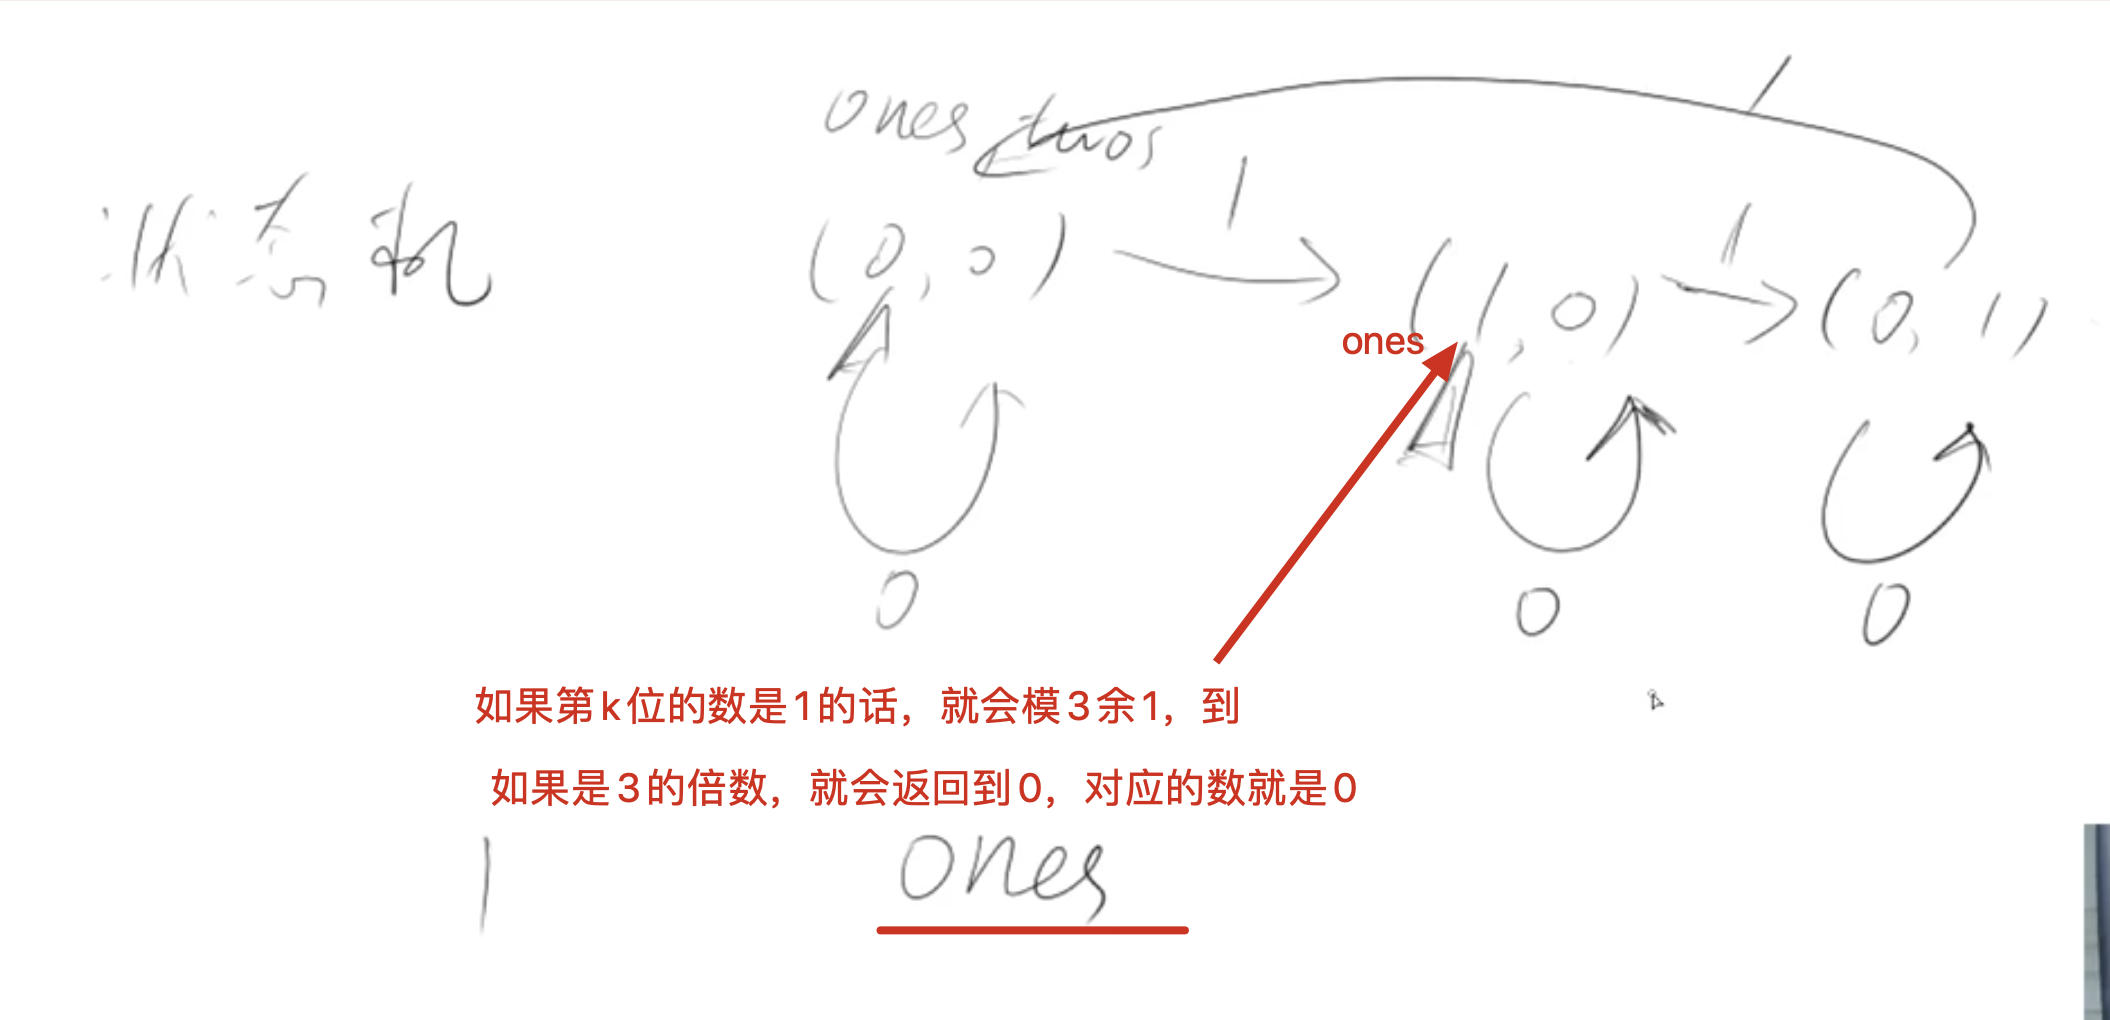 ones twos
1
1
1
状态机
(0,0)
(1,0)
(0,1)
ones
0
0
0
如果第k位的数是1的话，就会模3余1，到
如果是3的倍数，就会返回到0，对应的数就是0
1 ones